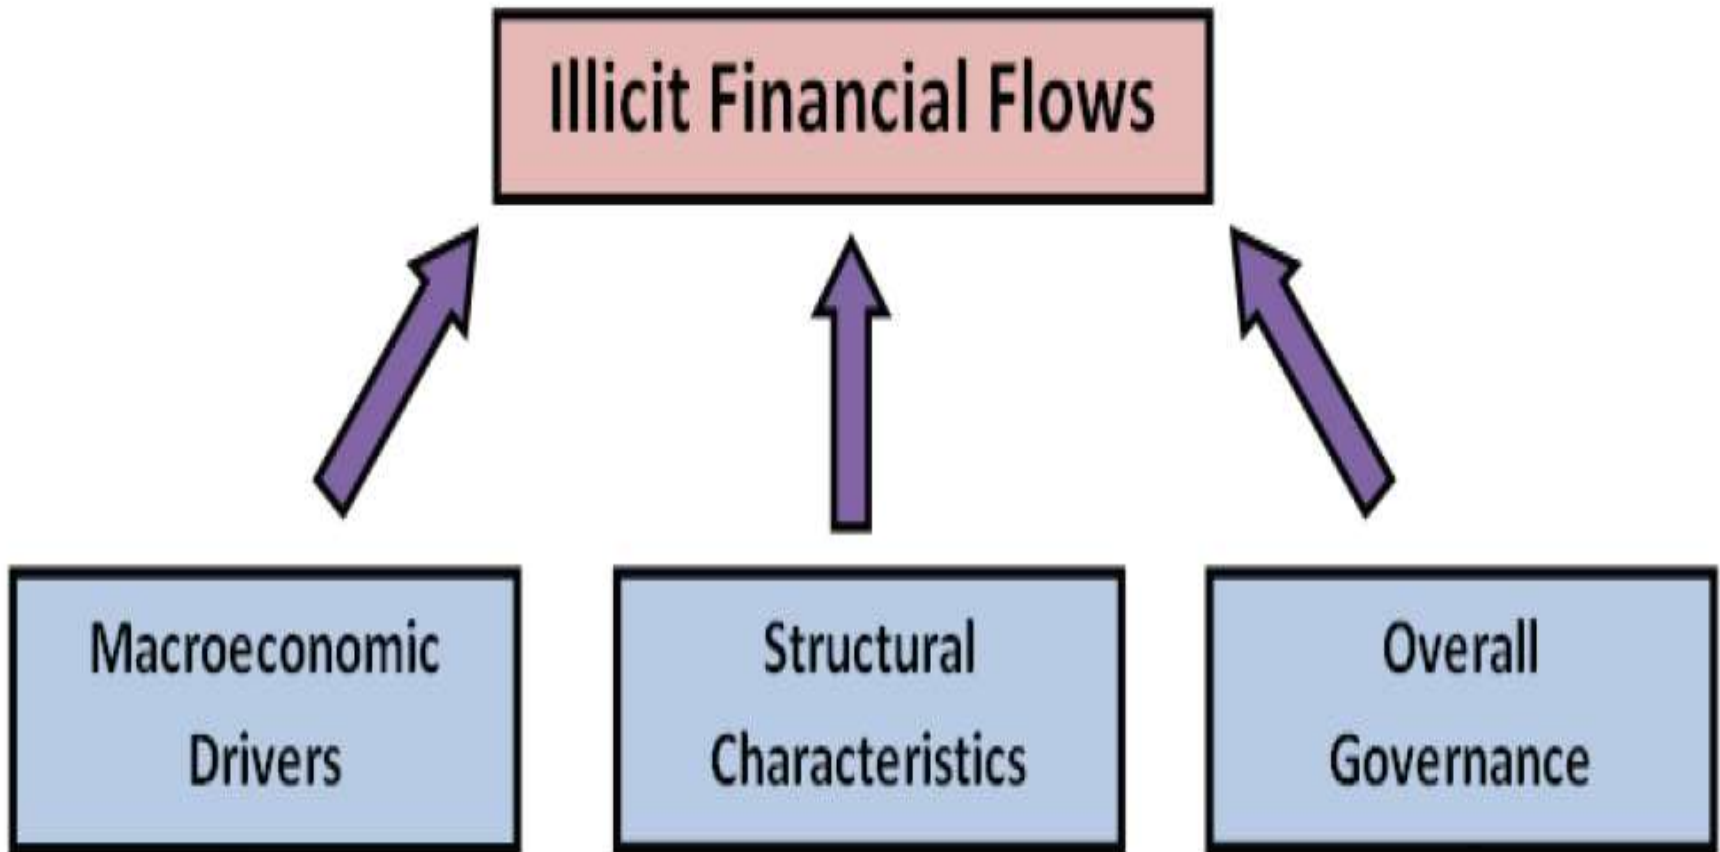 Illicit Financial Flows
Macroeconomic
Drivers
Structural
Characteristics
Overall
Governance